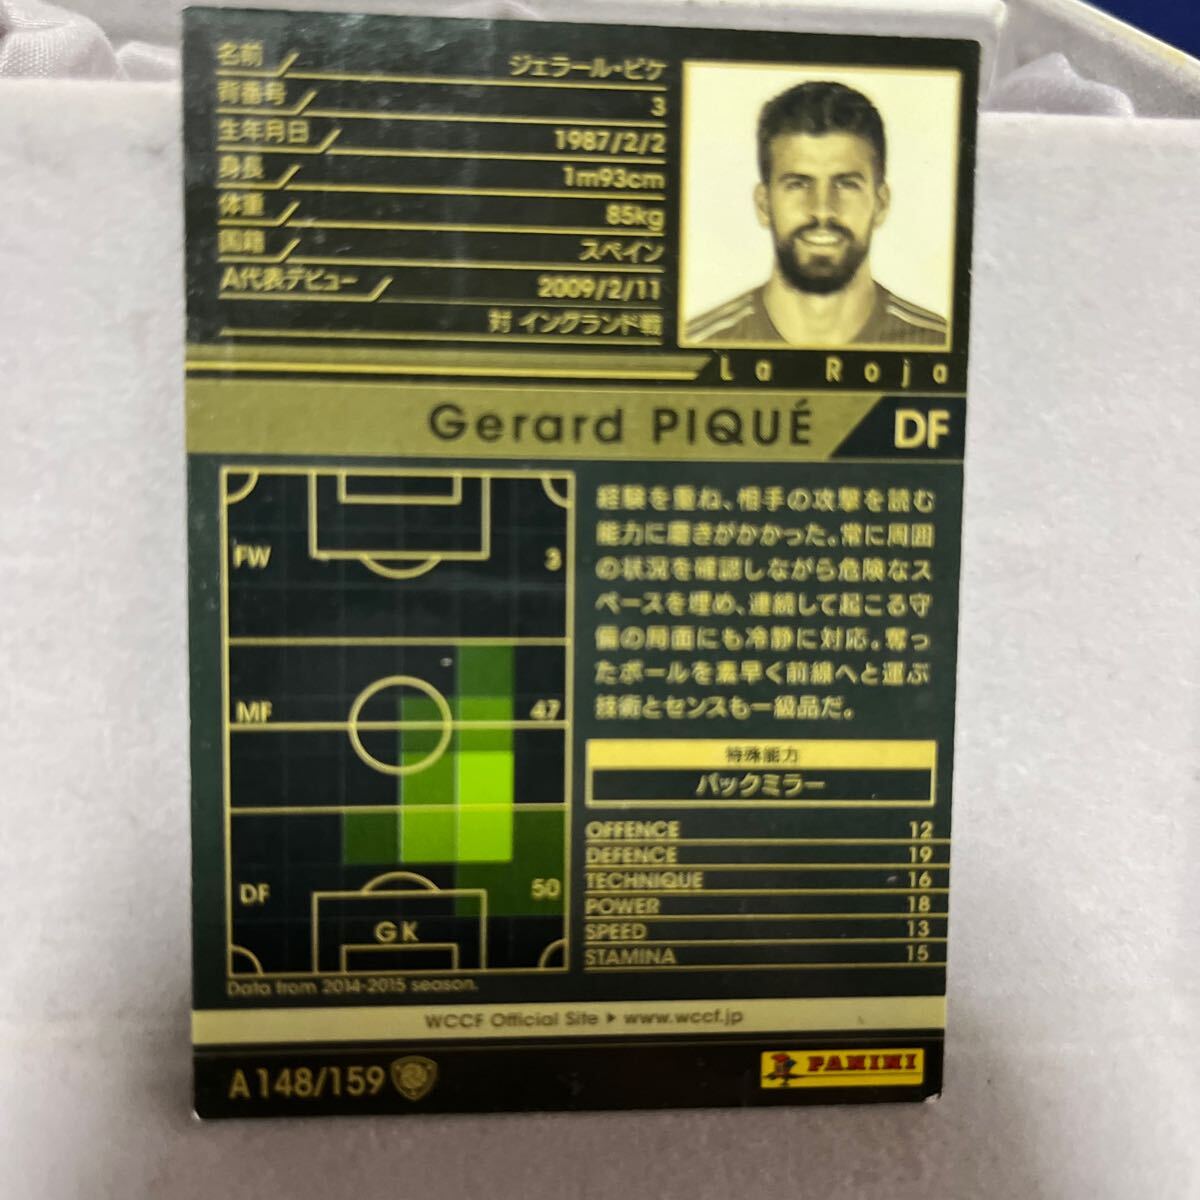 名前 ジェラール・ピケ
背番号 3
生年月日 1987/2/2
身長 1m93cm
体重 85kg
国籍 スペイン
A代表デビュー 2009/2/11
対 イングランド戦
La Roja
Gerard PIQUÉ DF
FW 3
MF 47
DF 50
GK
Data from 2014-2015 season.
経験を重ね、相手の攻撃を読む
能力に磨きがかかった。常に周囲
の状況を確認しながら危険なス
ペースを埋め、連続して起こる守
備の局面にも冷静に対応。奪っ
たボールを素早く前線へと運ぶ
技術とセンスも一級品だ。
特殊能力
バックミラー
OFFENCE 12
DEFENCE 19
TECHNIQUE 16
POWER 18
SPEED 13
STAMINA 15
WCCF Official Site ▶ www.wccf.jp
A148/159
PANINI